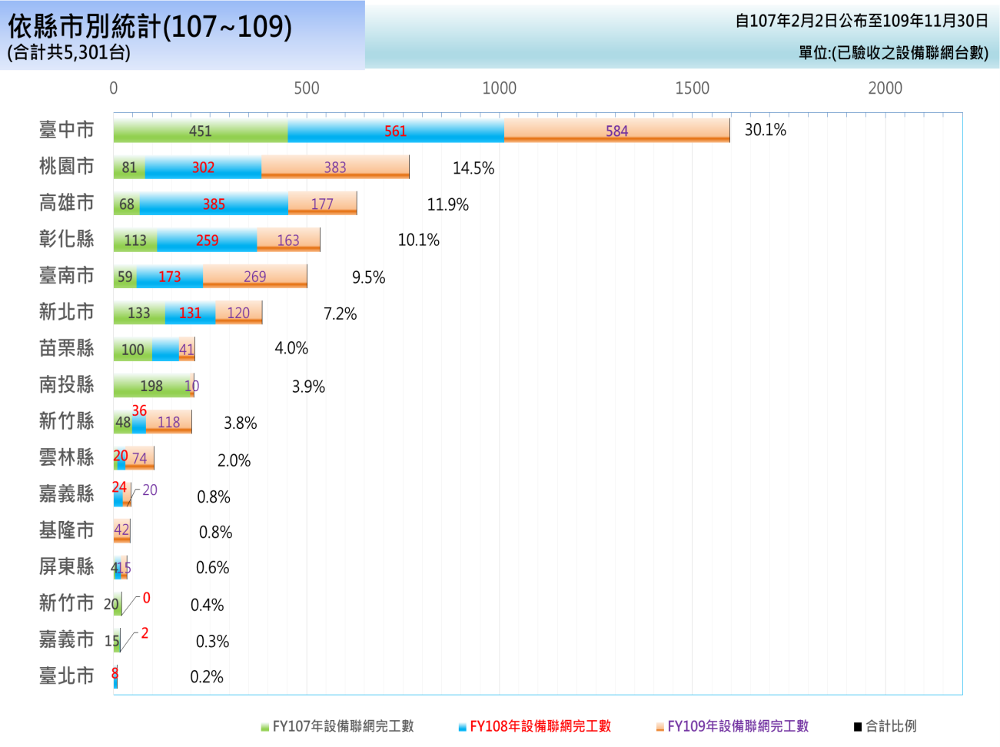 依縣市別統計(107~109)
(合計共5,301台)
自107年2月2日公布至109年11月30日
單位:(已驗收之設備聯網台數)
0 500 1000 1500 2000
臺中市 451 561 584 30.1%
桃園市 81 302 383 14.5%
高雄市 68 385 177 11.9%
彰化縣 113 259 163 10.1%
臺南市 59 173 269 9.5%
新北市 133 131 120 7.2%
苗栗縣 100 41 4.0%
南投縣 198 10 3.9%
新竹縣 48 36 118 3.8%
雲林縣 20 74 2.0%
嘉義縣 24 20 0.8%
基隆市 42 0.8%
屏東縣 4 15 0.6%
新竹市 20 0 0.4%
嘉義市 15 2 0.3%
臺北市 8 0.2%
FY107年設備聯網完工數 FY108年設備聯網完工數 FY109年設備聯網完工數 合計比例